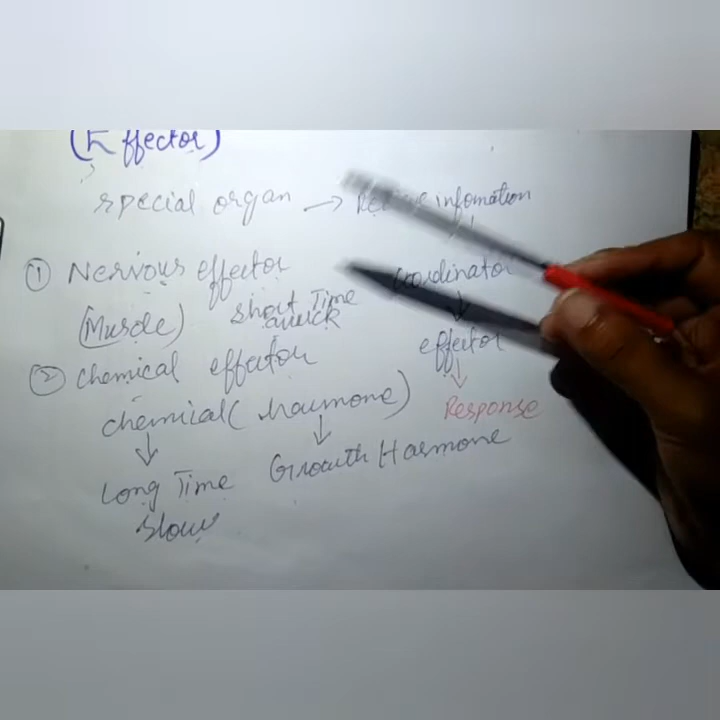 (Effector)
special organ → infomation
① Nervous effector
Coordinator
(Muscle) short Time
quick
effector
② chemical effector
chemical (harmone)
Response
Long Time Growth Harmone
slow